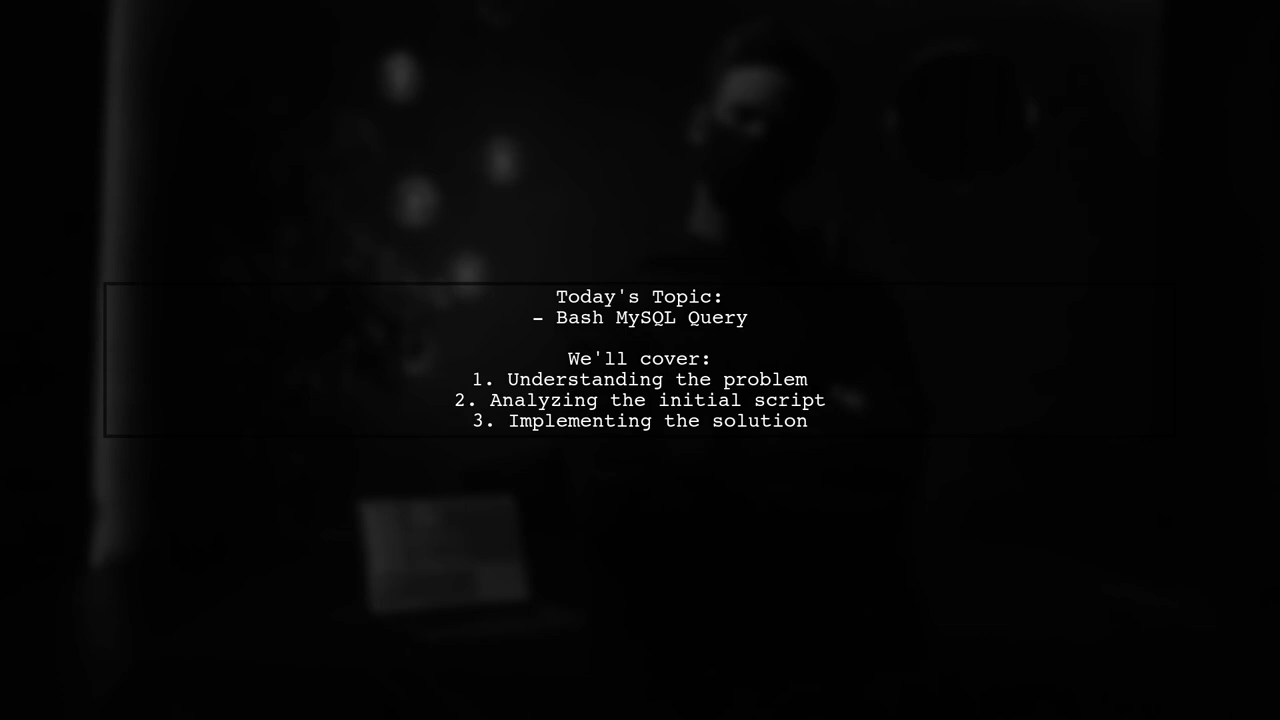 Today's Topic:
- Bash MySQL Query
We'll cover:
1. Understanding the problem
2. Analyzing the initial script
3. Implementing the solution